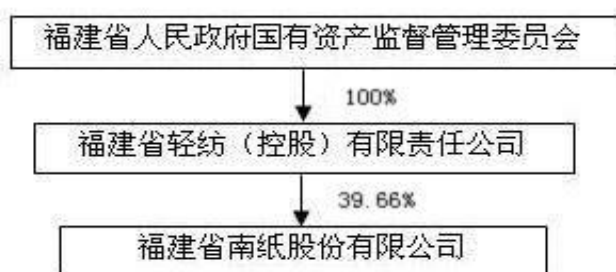 福建省人民政府国有资产监督管理委员会
100%
福建省轻纺（控股）有限责任公司
39.66%
福建省南纸股份有限公司